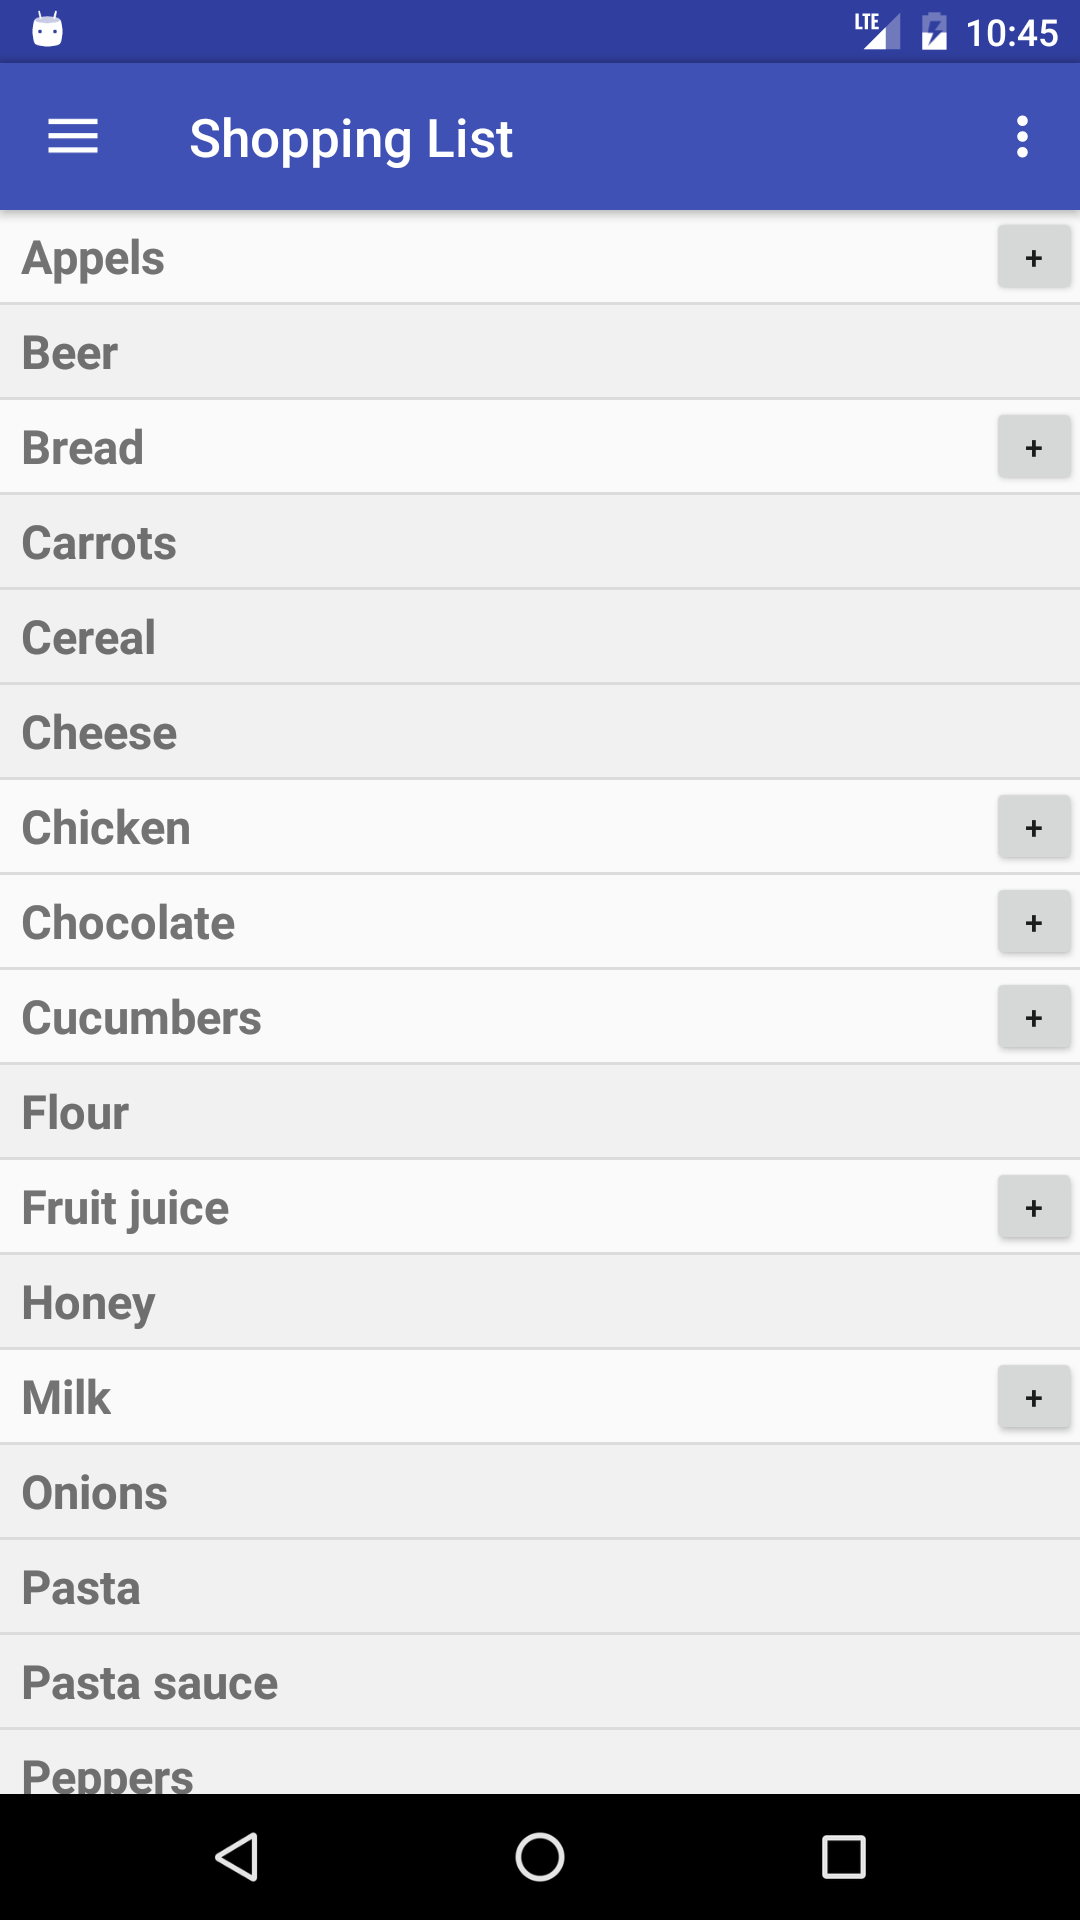 LTE 10:45
Shopping List
Appels +
Beer
Bread +
Carrots
Cereal
Cheese
Chicken +
Chocolate +
Cucumbers +
Flour
Fruit juice +
Honey
Milk +
Onions
Pasta
Pasta sauce
Peppers